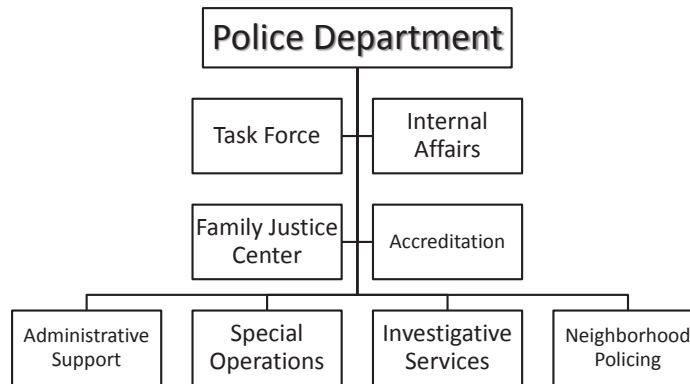 Police Department
Task Force
Internal
Affairs
Family Justice
Center
Accreditation
Administrative
Support
Special
Operations
Investigative
Services
Neighborhood
Policing